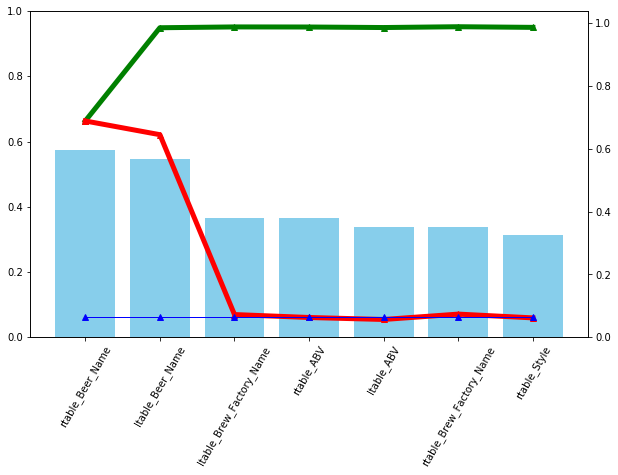 1.0
0.8
0.6
0.4
0.2
0.0
1.0
0.8
0.6
0.4
0.2
0.0
rtable_Beer_Name
ltable_Beer_Name
ltable_Brew_Factory_Name
rtable_ABV
ltable_ABV
rtable_Brew_Factory_Name
rtable_Style